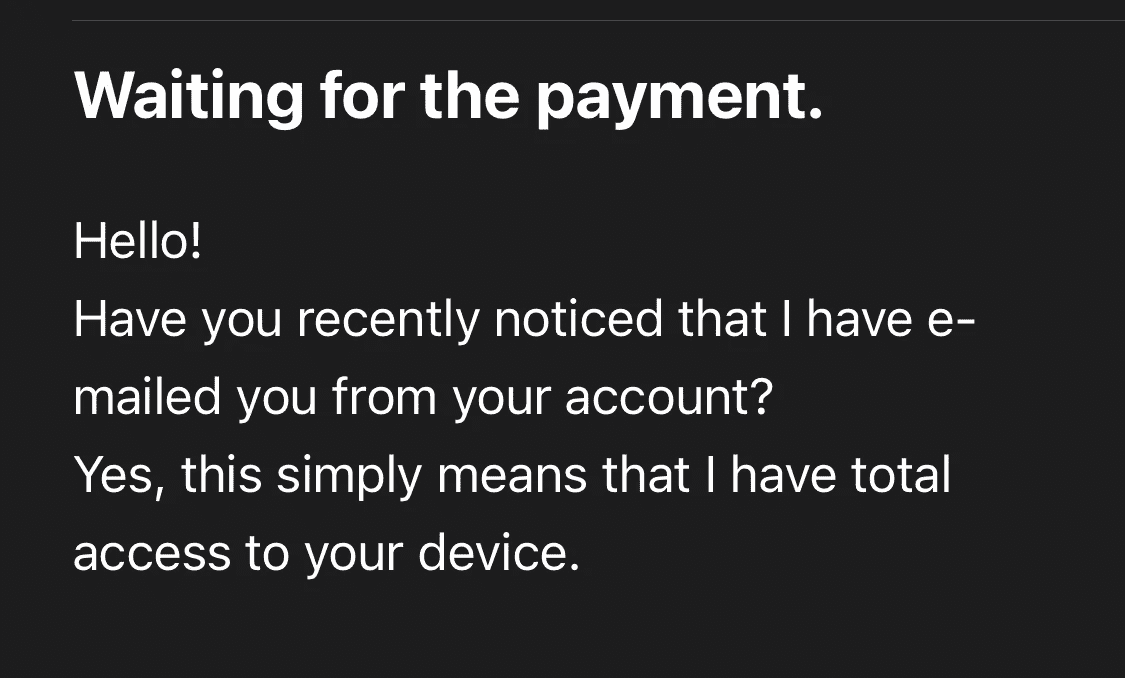 Waiting for the payment.
Hello!
Have you recently noticed that I have e-
mailed you from your account?
Yes, this simply means that I have total
access to your device.